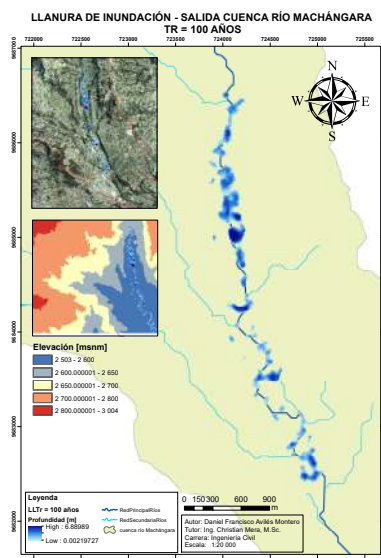 LLANURA DE INUNDACIÓN - SALIDA CUENCA RÍO MACHÁNGARA
TR = 100 AÑOS
722000 722500 723000 723500 724000 724500 725000 725500
N
W E
S
Elevación [msnm]
2 503 - 2 600
2 600.000001 - 2 650
2 650.000001 - 2 700
2 700.000001 - 2 800
2 800.000001 - 3 004
Leyenda
LLTr = 100 años
Profundidad [m]
High : 6.88989
Low : 0.00219727
RedPrincipalRíos
RedSecundariaRíos
cuenca río Machángara
0 150 300 600 900
m
Autor: Daniel Francisco Avilés Montero
Tutor: Ing. Christian Mera, M.Sc.
Carrera: Ingeniería Civil
Escala: 1:20 000